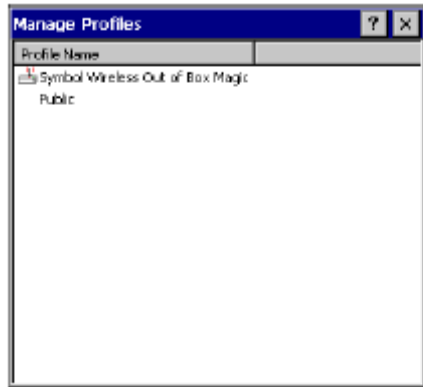 Manage Profiles ? ×
Profile Name
Symbol Wireless Out of Box Magic
Public